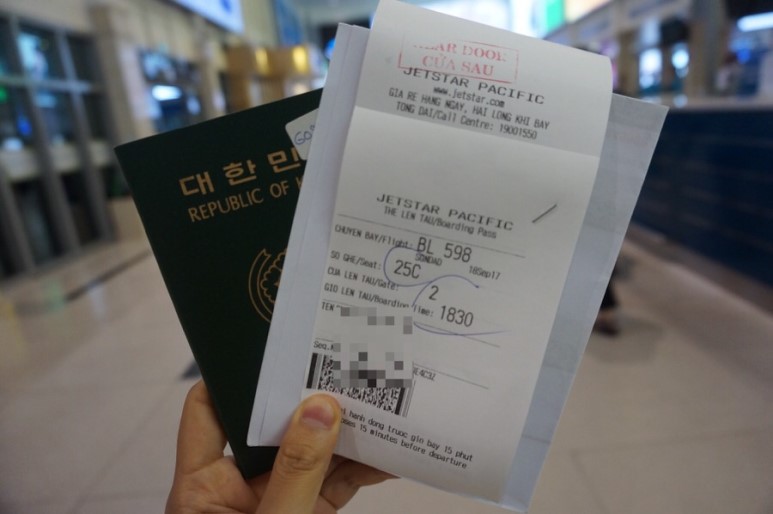 대한민
REPUBLIC OF
REAR DOOR
CỬA SAU
JETSTAR PACIFIC
www.jetstar.com
GIA RE HANG NGAY, HAI LONG KHI BAY
TONG DAI/Call Centre: 19001550
JETSTAR PACIFIC
THE LEN TAU/Boarding Pass
CHUYEN BAY/Flight: BL 598
SGNDAD 18Sep17
SO GHE/Seat: 25C
CUA LEN TAU/Gate: 2
GIO LEN TAU/Boarding Time: 1830
TEN
Seq.
hanh dong truoc gio bay 15 phut
15 minutes before departure